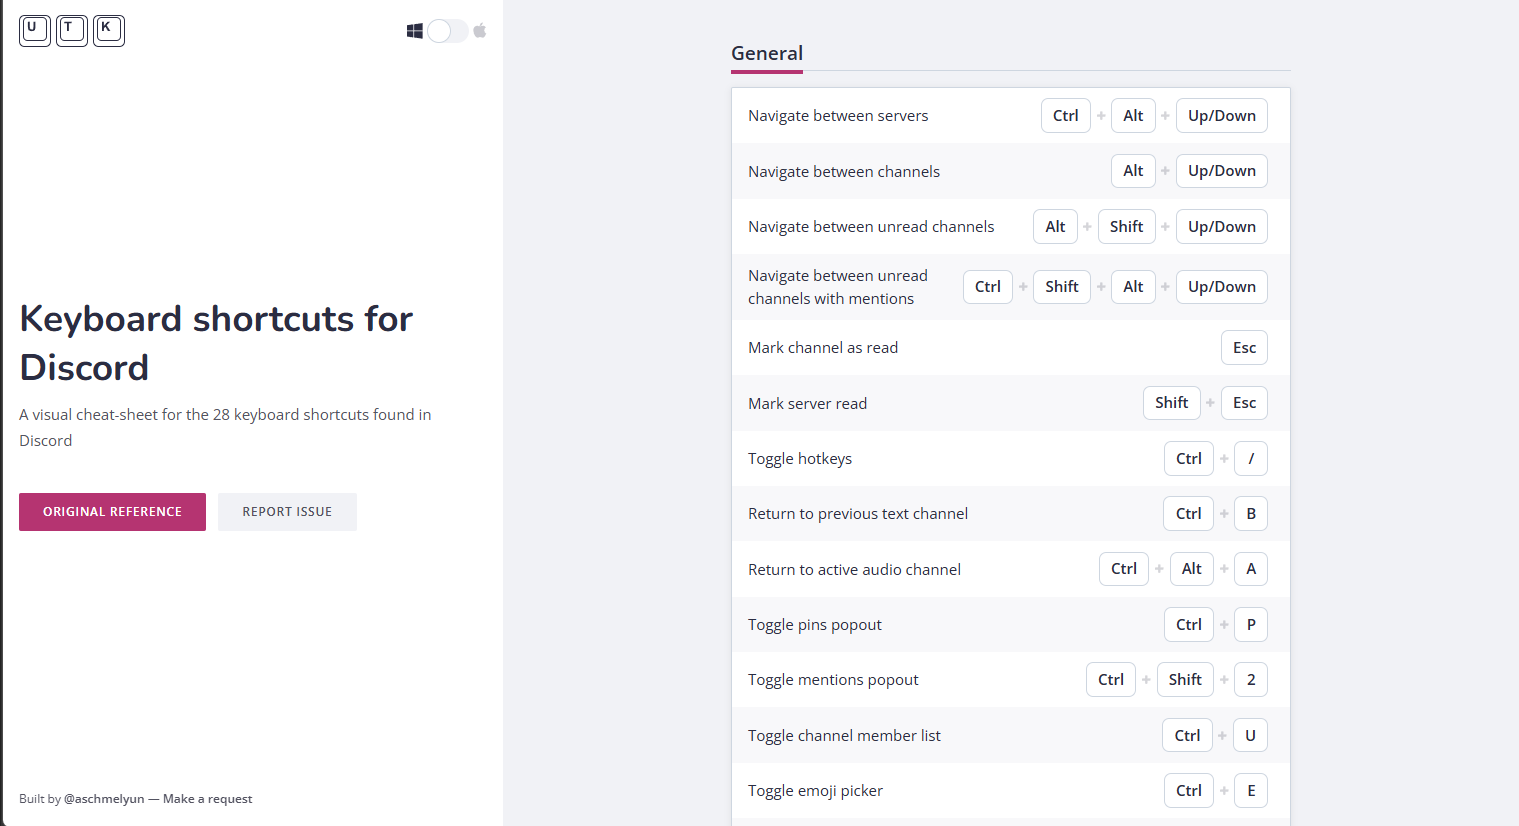 U T K
Keyboard shortcuts for
Discord
A visual cheat-sheet for the 28 keyboard shortcuts found in
Discord
ORIGINAL REFERENCE REPORT ISSUE
Built by @aschmelyun — Make a request
General
Navigate between servers Ctrl + Alt + Up/Down
Navigate between channels Alt + Up/Down
Navigate between unread channels Alt + Shift + Up/Down
Navigate between unread
channels with mentions Ctrl + Shift + Alt + Up/Down
Mark channel as read Esc
Mark server read Shift + Esc
Toggle hotkeys Ctrl + /
Return to previous text channel Ctrl + B
Return to active audio channel Ctrl + Alt + A
Toggle pins popout Ctrl + P
Toggle mentions popout Ctrl + Shift + 2
Toggle channel member list Ctrl + U
Toggle emoji picker Ctrl + E